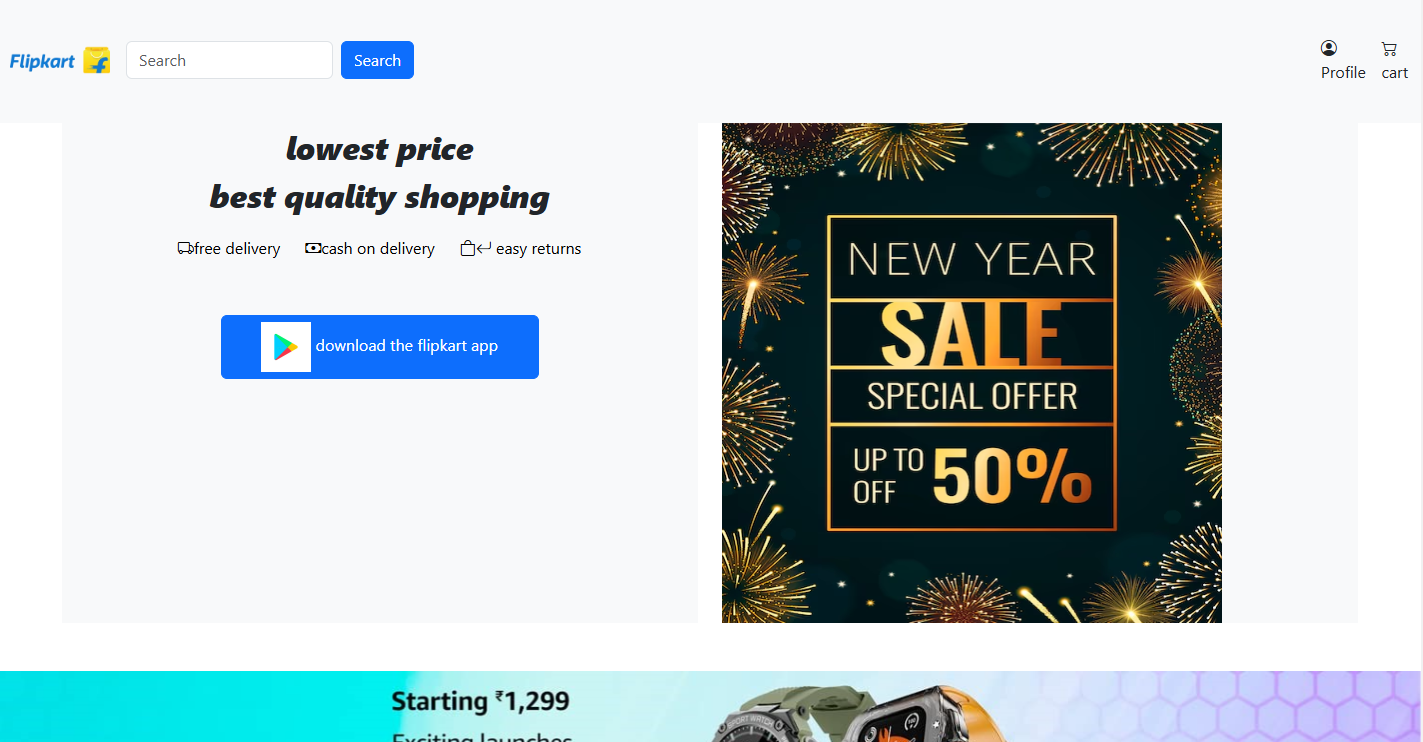 Flipkart
Search
Search
Profile
cart
lowest price
best quality shopping
free delivery
cash on delivery
easy returns
download the flipkart app
NEW YEAR
SALE
SPECIAL OFFER
UP TO
OFF
50%
Starting ₹1,299
Exciting launches
SPORT WATCH